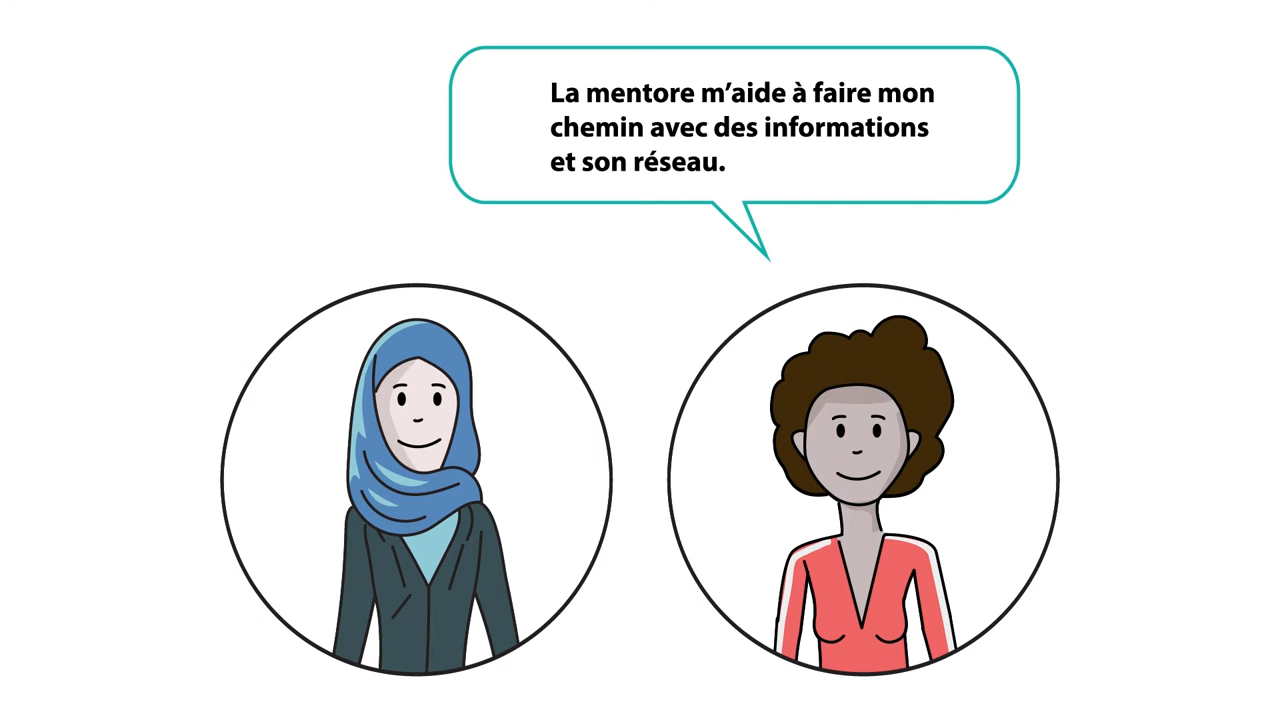 La mentore m’aide à faire mon
chemin avec des informations
et son réseau.